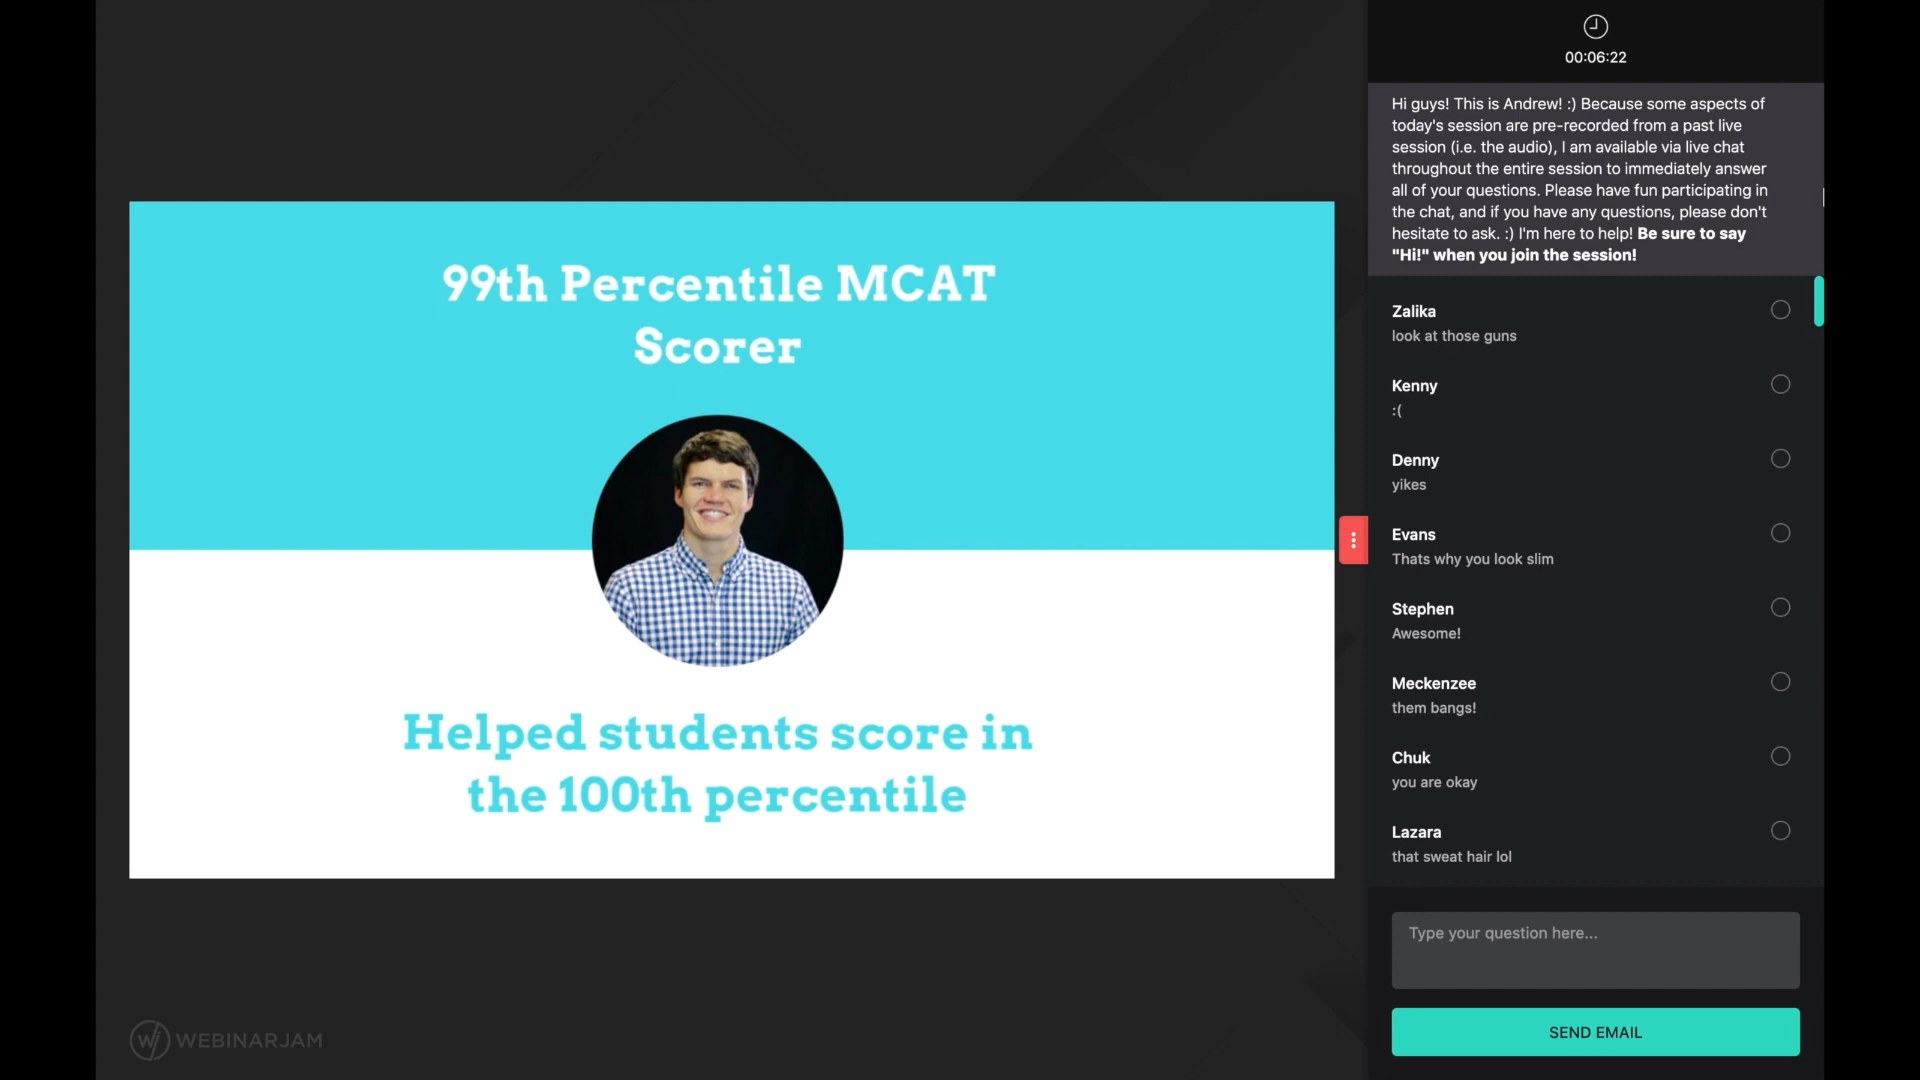 00:06:22
Hi guys! This is Andrew! :) Because some aspects of
today's session are pre-recorded from a past live
session (i.e. the audio), I am available via live chat
throughout the entire session to immediately answer
all of your questions. Please have fun participating in
the chat, and if you have any questions, please don't
hesitate to ask. :) I'm here to help! Be sure to say
"Hi!" when you join the session!
99th Percentile MCAT
Scorer
Helped students score in
the 100th percentile
Zalika
look at those guns
Kenny
:(
Denny
yikes
Evans
Thats why you look slim
Stephen
Awesome!
Meckenzee
them bangs!
Chuk
you are okay
Lazara
that sweat hair lol
Type your question here...
SEND EMAIL
WEBINARJAM